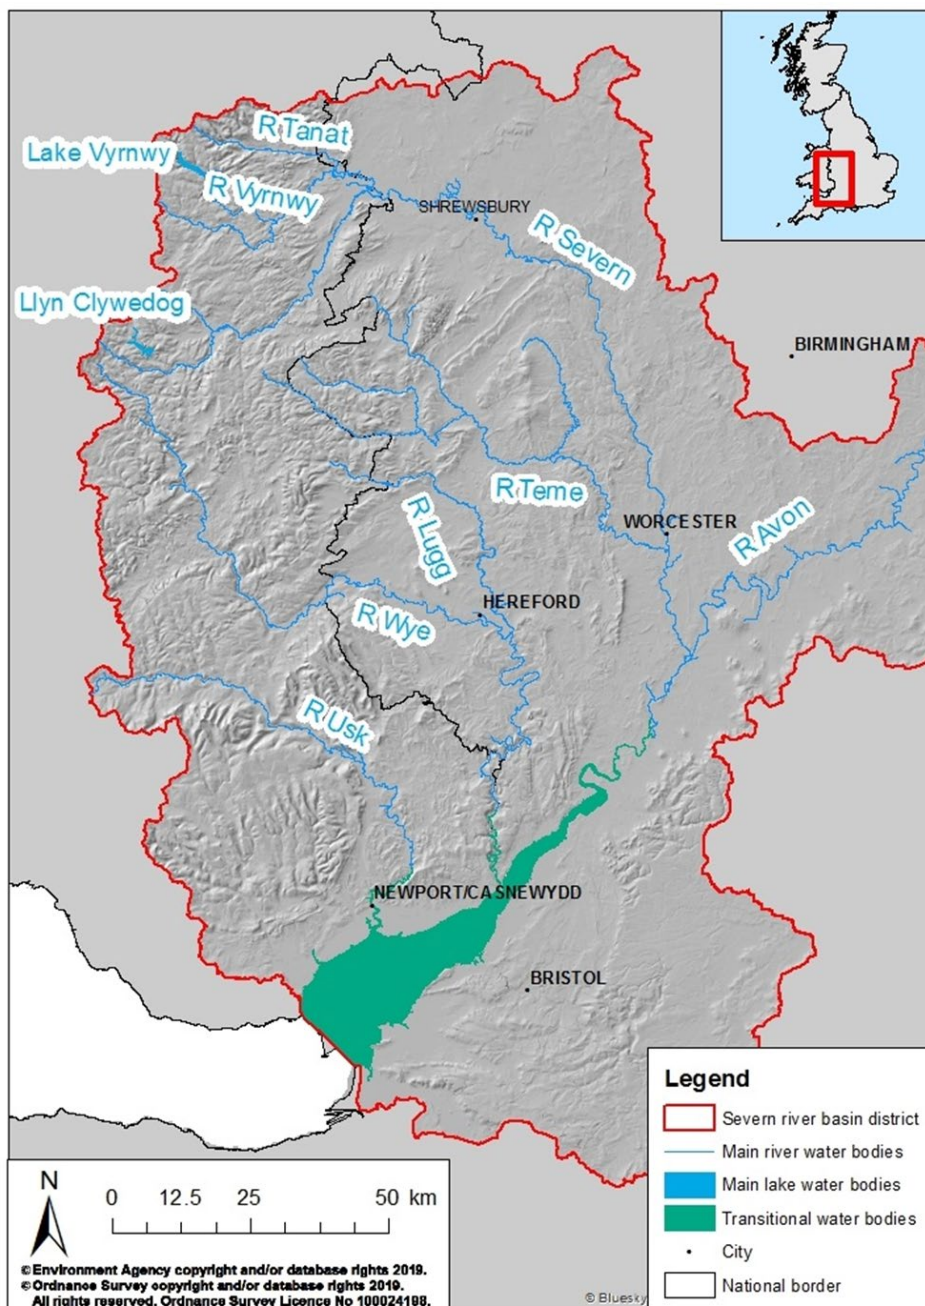 R Tanat
Lake Vyrnwy
R Vyrnwy
SHREWSBURY
R Severn
Llyn Clywedog
BIRMINGHAM
R Teme
R Lugg
WORCESTER
R Avon
HEREFORD
R Wye
R Usk
NEWPORT/CASNEWYDD
BRISTOL
Legend
Severn river basin district
Main river water bodies
Main lake water bodies
Transitional water bodies
City
National border
N
0 12.5 25 50 km
© Environment Agency copyright and/or database rights 2019.
© Ordnance Survey copyright and/or database rights 2019.
All rights reserved. Ordnance Survey Licence No 100024198.
© Bluesky